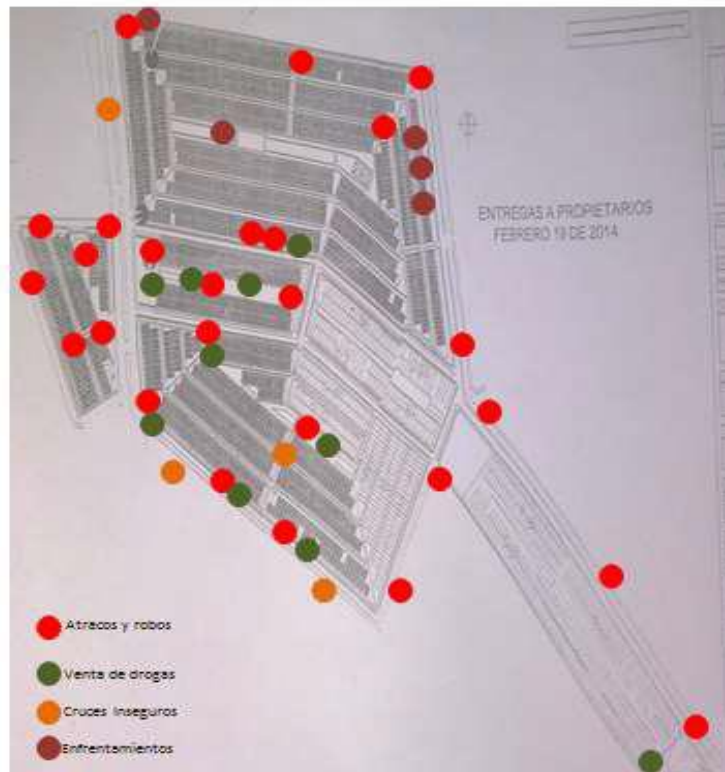 ENTREGAS A PROPIETARIOS
FEBRERO 19 DE 2014
Atracos y robos
Venta de drogas
Cruces Inseguros
Enfrentamientos